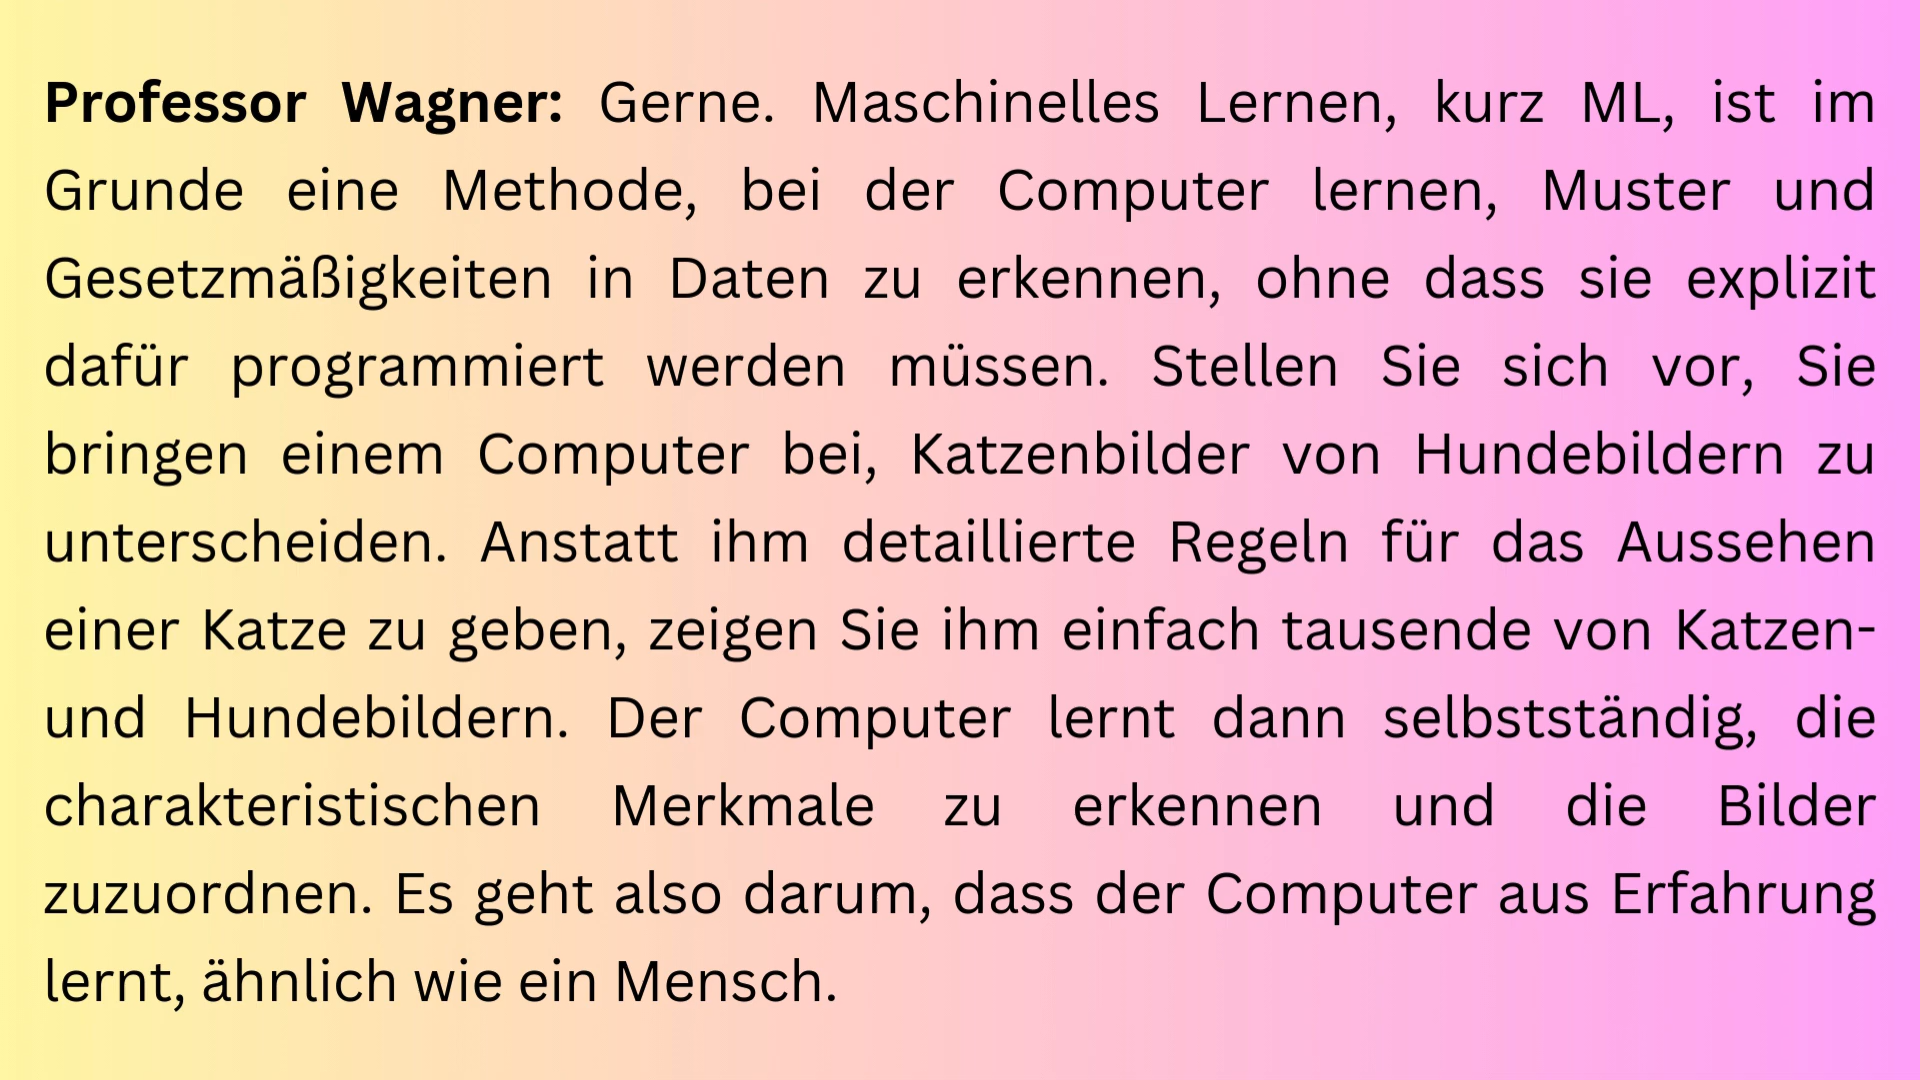 Professor Wagner: Gerne. Maschinelles Lernen, kurz ML, ist im
Grunde eine Methode, bei der Computer lernen, Muster und
Gesetzmäßigkeiten in Daten zu erkennen, ohne dass sie explizit
dafür programmiert werden müssen. Stellen Sie sich vor, Sie
bringen einem Computer bei, Katzenbilder von Hundebildern zu
unterscheiden. Anstatt ihm detaillierte Regeln für das Aussehen
einer Katze zu geben, zeigen Sie ihm einfach tausende von Katzen-
und Hundebildern. Der Computer lernt dann selbstständig, die
charakteristischen Merkmale zu erkennen und die Bilder
zuzuordnen. Es geht also darum, dass der Computer aus Erfahrung
lernt, ähnlich wie ein Mensch.